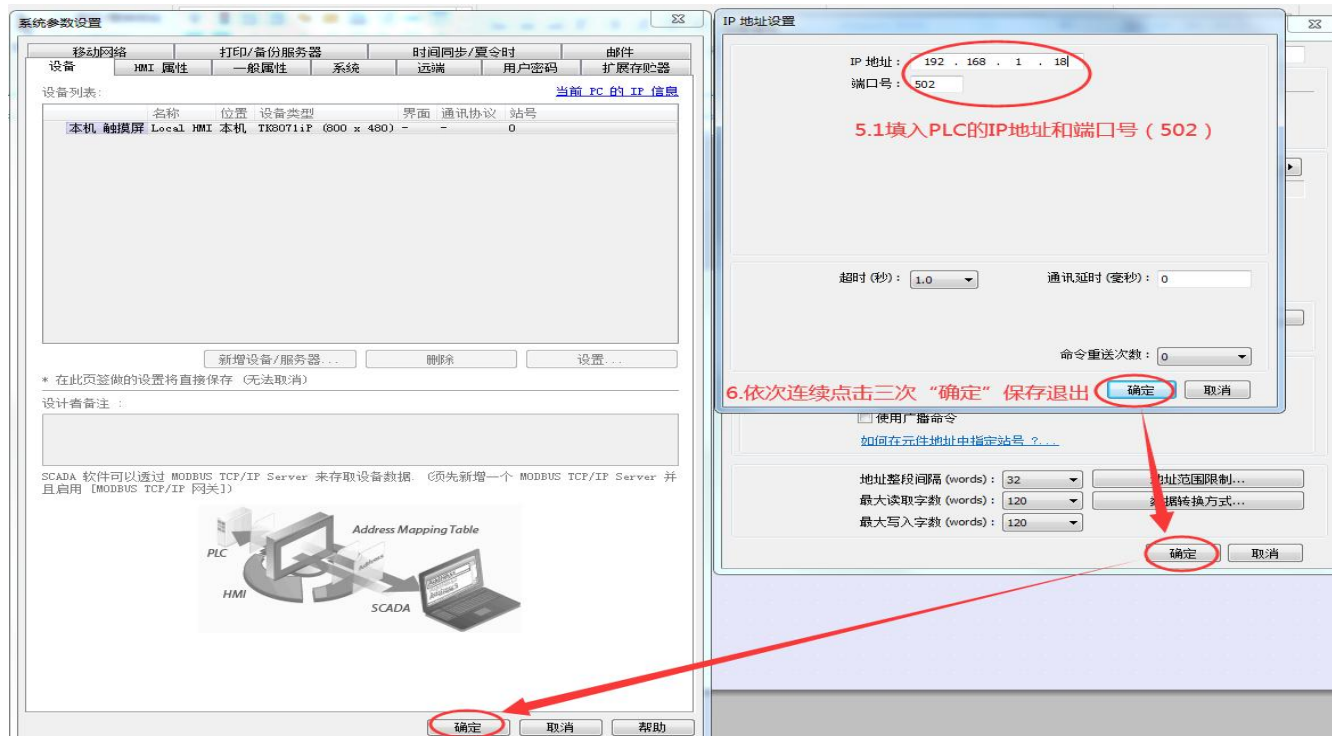 系统参数设置
移动网络 打印/备份服务器 时间同步/夏令时 邮件
设备 HMI 属性 一般属性 系统 远端 用户密码 扩展存贮器
设备列表: 当前 PC 的 IP 信息
名称 位置 设备类型 界面 通讯协议 站号
本机 触摸屏 Local HMI 本机 TK8071iP (800 x 480) - - 0
新增设备/服务器... 删除 设置...
* 在此页签做的设置将直接保存 (无法取消)
设计者备注 :
SCADA 软件可以透过 MODBUS TCP/IP Server 来存取设备数据. (须先新增一个 MODBUS TCP/IP Server 并
且启用 [MODBUS TCP/IP 网关])
Address Mapping Table
PLC
HMI
SCADA
确定 取消 帮助
IP 地址设置
IP 地址: 192 . 168 . 1 . 18
端口号: 502
5.1填入PLC的IP地址和端口号(502)
超时(秒): 1.0 通讯延时(毫秒): 0
命令重送次数: 0
6.依次连续点击三次“确定”保存退出 确定 取消
使用广播命令
如何在元件地址中指定站号 ?...
地址整段间隔 (words): 32 地址范围限制...
最大读取字数 (words): 120 数据转换方式...
最大写入字数 (words): 120
确定 取消